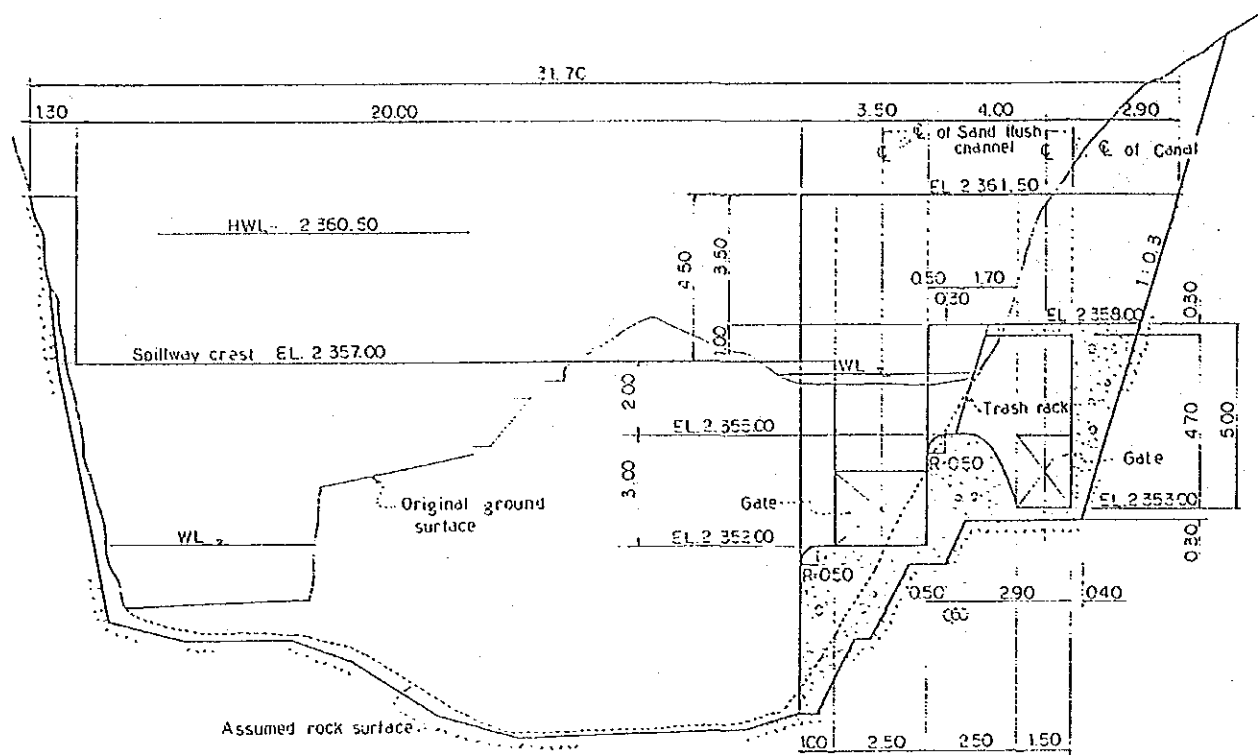 31.70
1.30
20.00
3.50
4.00
2.90
℄ of Sand flush channel
℄
℄
℄ of Canal
EL 2 361.50
HWL 2 360.50
4.50
3.50
1.00
1:0.3
0.50 1.70
0.30
EL 2 358.00
0.30
Spillway crest EL. 2 357.00
WL
2.00
Trash rack
4.70
5.00
EL 2 355.00
R=0.50
Gate
3.00
Original ground
surface
Gate
EL 2 353.00
WL
EL 2 352.00
0.30
R=0.50
0.50
2.90
0.40
0.60
Assumed rock surface
1.00
2.50
2.50
1.50